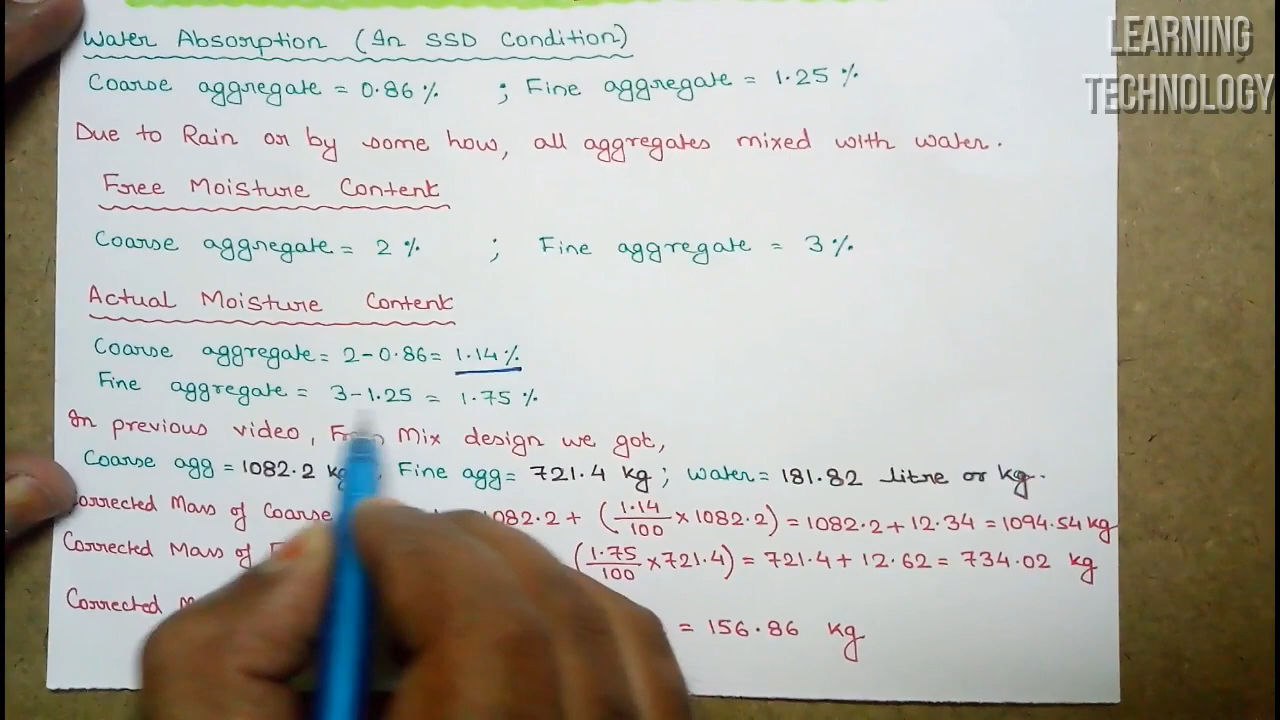 LEARNING
TECHNOLOGY
Water Absorption (In SSD Condition)
Coarse aggregate = 0.86 % ; Fine aggregate = 1.25 %
Due to Rain or by some how, all aggregates mixed with water.
Free Moisture Content
Coarse aggregate = 2 % ; Fine aggregate = 3 %
Actual Moisture Content
Coarse aggregate = 2-0.86 = 1.14 %
Fine aggregate = 3-1.25 = 1.75 %
In previous video, Mix design we got,
Coarse agg = 1082.2 kg Fine agg = 721.4 kg ; Water = 181.82 litre or kg.
Corrected Mass of Coarse 1082.2 + (1.14/100 × 1082.2) = 1082.2 + 12.34 = 1094.54 kg
Corrected Mass of (1.75/100 × 721.4) = 721.4 + 12.62 = 734.02 kg
Corrected = 156.86 kg